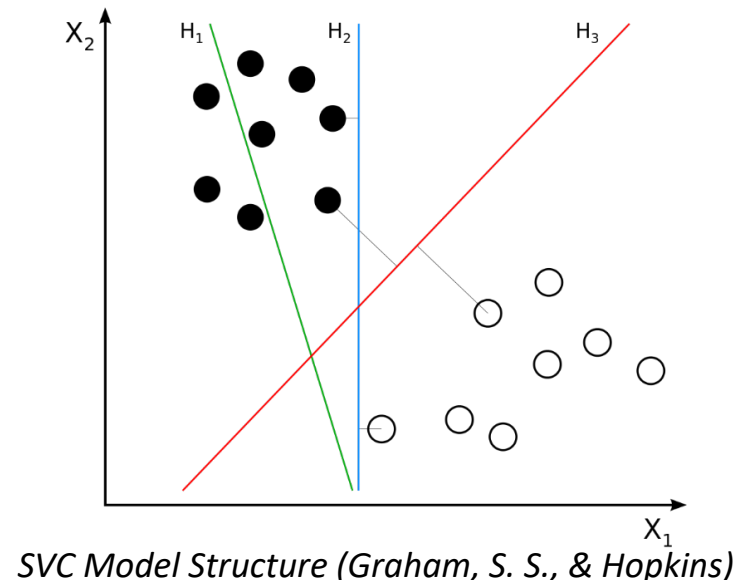 X₂
H₁
H₂
H₃
X₁
SVC Model Structure (Graham, S. S., & Hopkins)